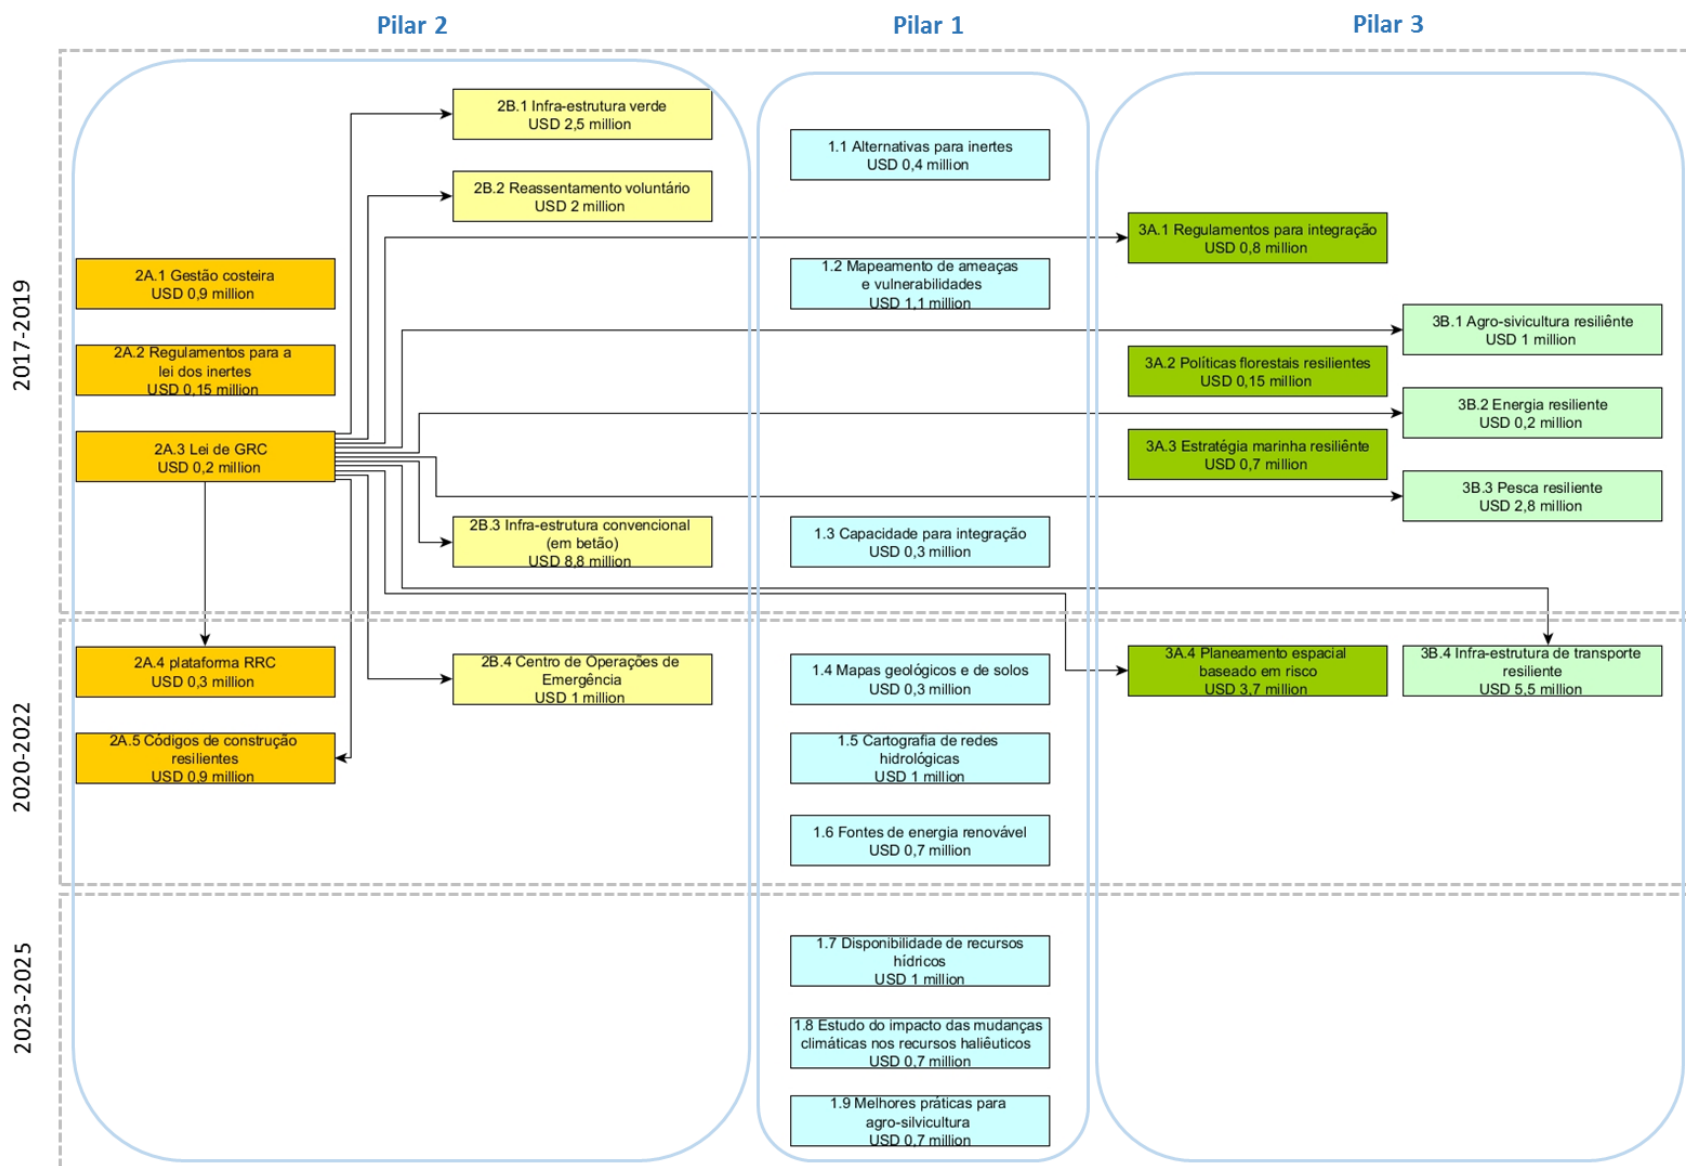 Pilar 2
Pilar 1
Pilar 3
2017-2019
2B.1 Infra-estrutura verde
USD 2,5 million
2B.2 Reassentamento voluntário
USD 2 million
2A.1 Gestão costeira
USD 0,9 million
2A.2 Regulamentos para a
lei dos inertes
USD 0,15 million
2A.3 Lei de GRC
USD 0,2 million
2B.3 Infra-estrutura convencional
(em betão)
USD 8,8 million
1.1 Alternativas para inertes
USD 0,4 million
1.2 Mapeamento de ameaças
e vulnerabilidades
USD 1,1 million
1.3 Capacidade para integração
USD 0,3 million
3A.1 Regulamentos para integração
USD 0,8 million
3B.1 Agro-sivicultura resiliênte
USD 1 million
3A.2 Políticas florestais resilientes
USD 0,15 million
3B.2 Energia resiliente
USD 0,2 million
3A.3 Estratégia marinha resiliênte
USD 0,7 million
3B.3 Pesca resiliente
USD 2,8 million
2020-2022
2A.4 plataforma RRC
USD 0,3 million
2B.4 Centro de Operações de
Emergência
USD 1 million
2A.5 Códigos de construção
resilientes
USD 0,9 million
1.4 Mapas geológicos e de solos
USD 0,3 million
1.5 Cartografia de redes
hidrológicas
USD 1 million
1.6 Fontes de energia renovável
USD 0,7 million
3A.4 Planeamento espacial
baseado em risco
USD 3,7 million
3B.4 Infra-estrutura de transporte
resiliente
USD 5,5 million
2023-2025
1.7 Disponibilidade de recursos
hídricos
USD 1 million
1.8 Estudo do impacto das mudanças
climáticas nos recursos haliêuticos
USD 0,7 million
1.9 Melhores práticas para
agro-silvicultura
USD 0,7 million